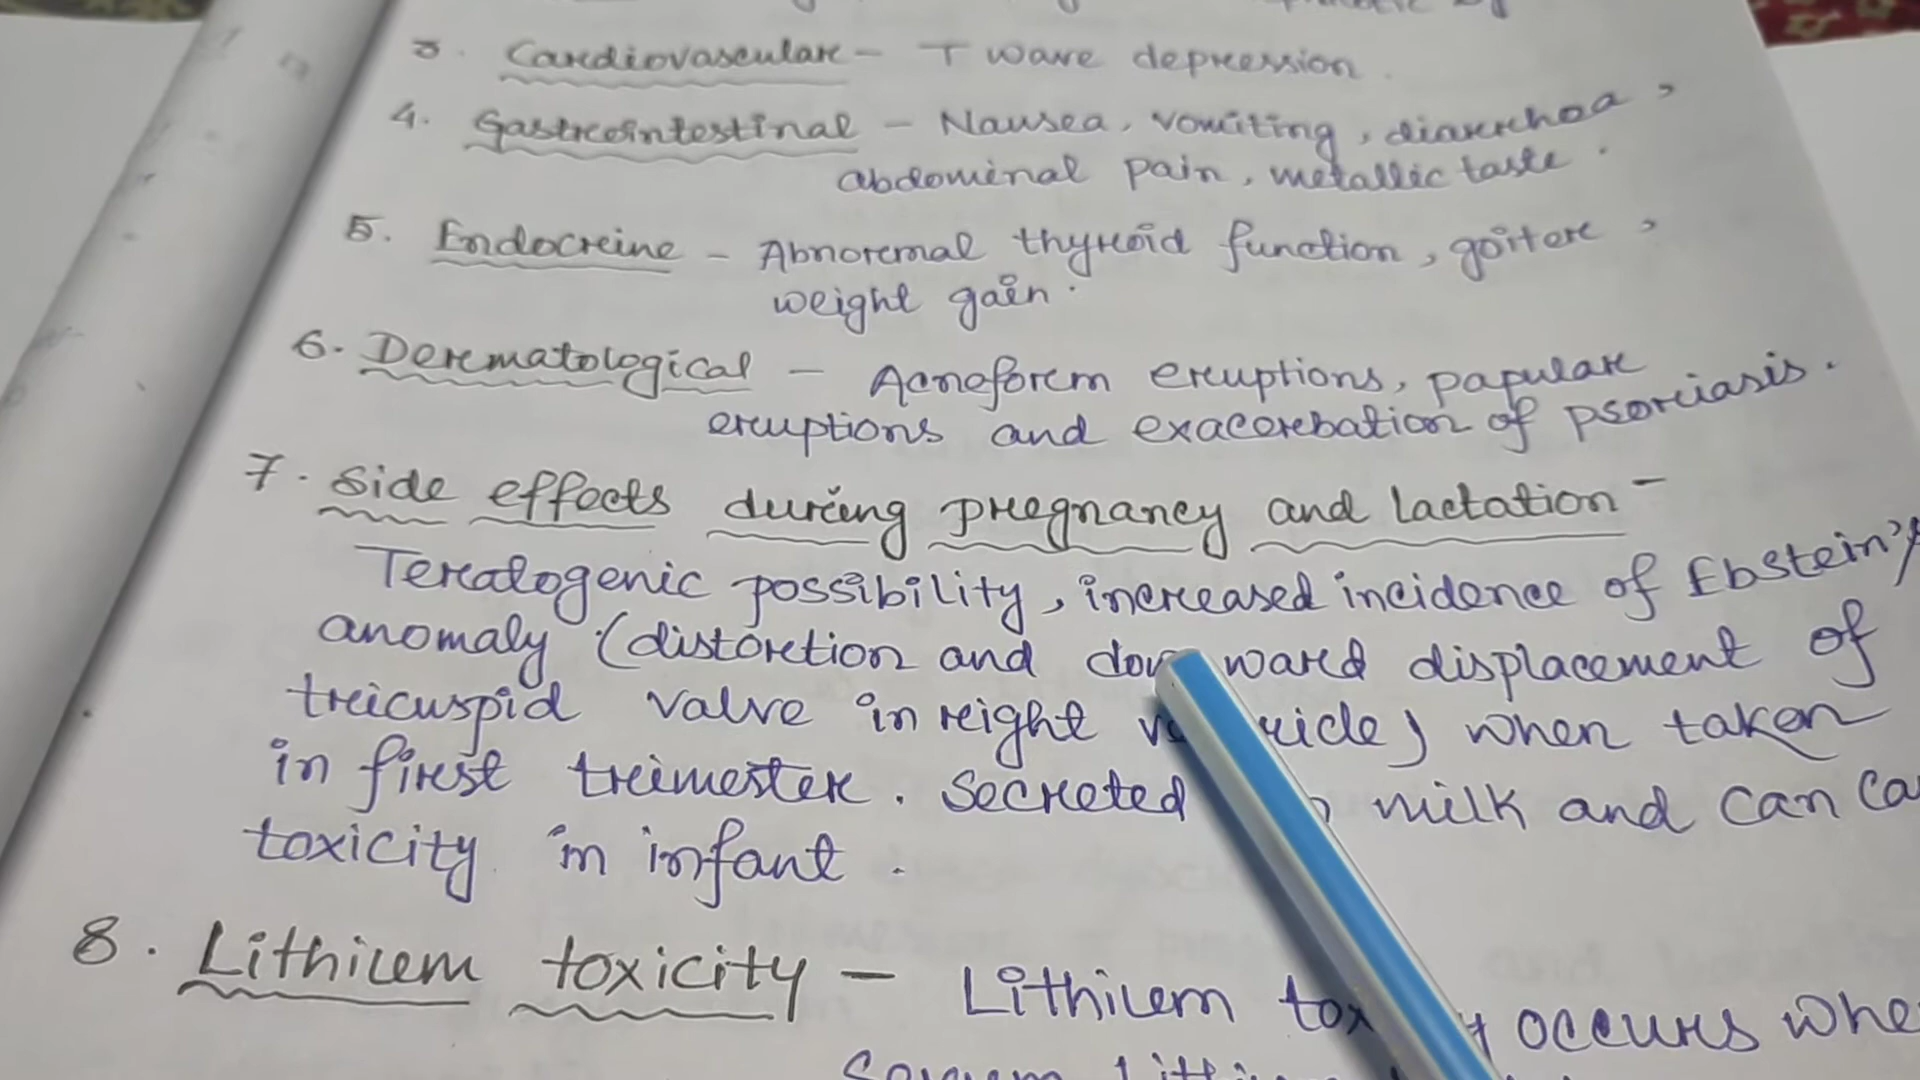 3. Cardiovascular - T wave depression.
4. Gastrointestinal - Nausea, vomiting, diarrhoea,
abdominal pain, metallic taste.
5. Endocrine - Abnormal thyroid function, goiter,
weight gain.
6. Dermatological - Acneform eruptions, papular
eruptions and exacerbation of psoriasis.
7. Side effects during pregnancy and lactation -
Teratogenic possibility, increased incidence of Ebstein's
anomaly (distortion and downward displacement of
tricuspid valve in right ventricle) when taken
in first trimester. Secreted milk and can
toxicity in infant.
8. Lithium toxicity - Lithium toxicity occurs